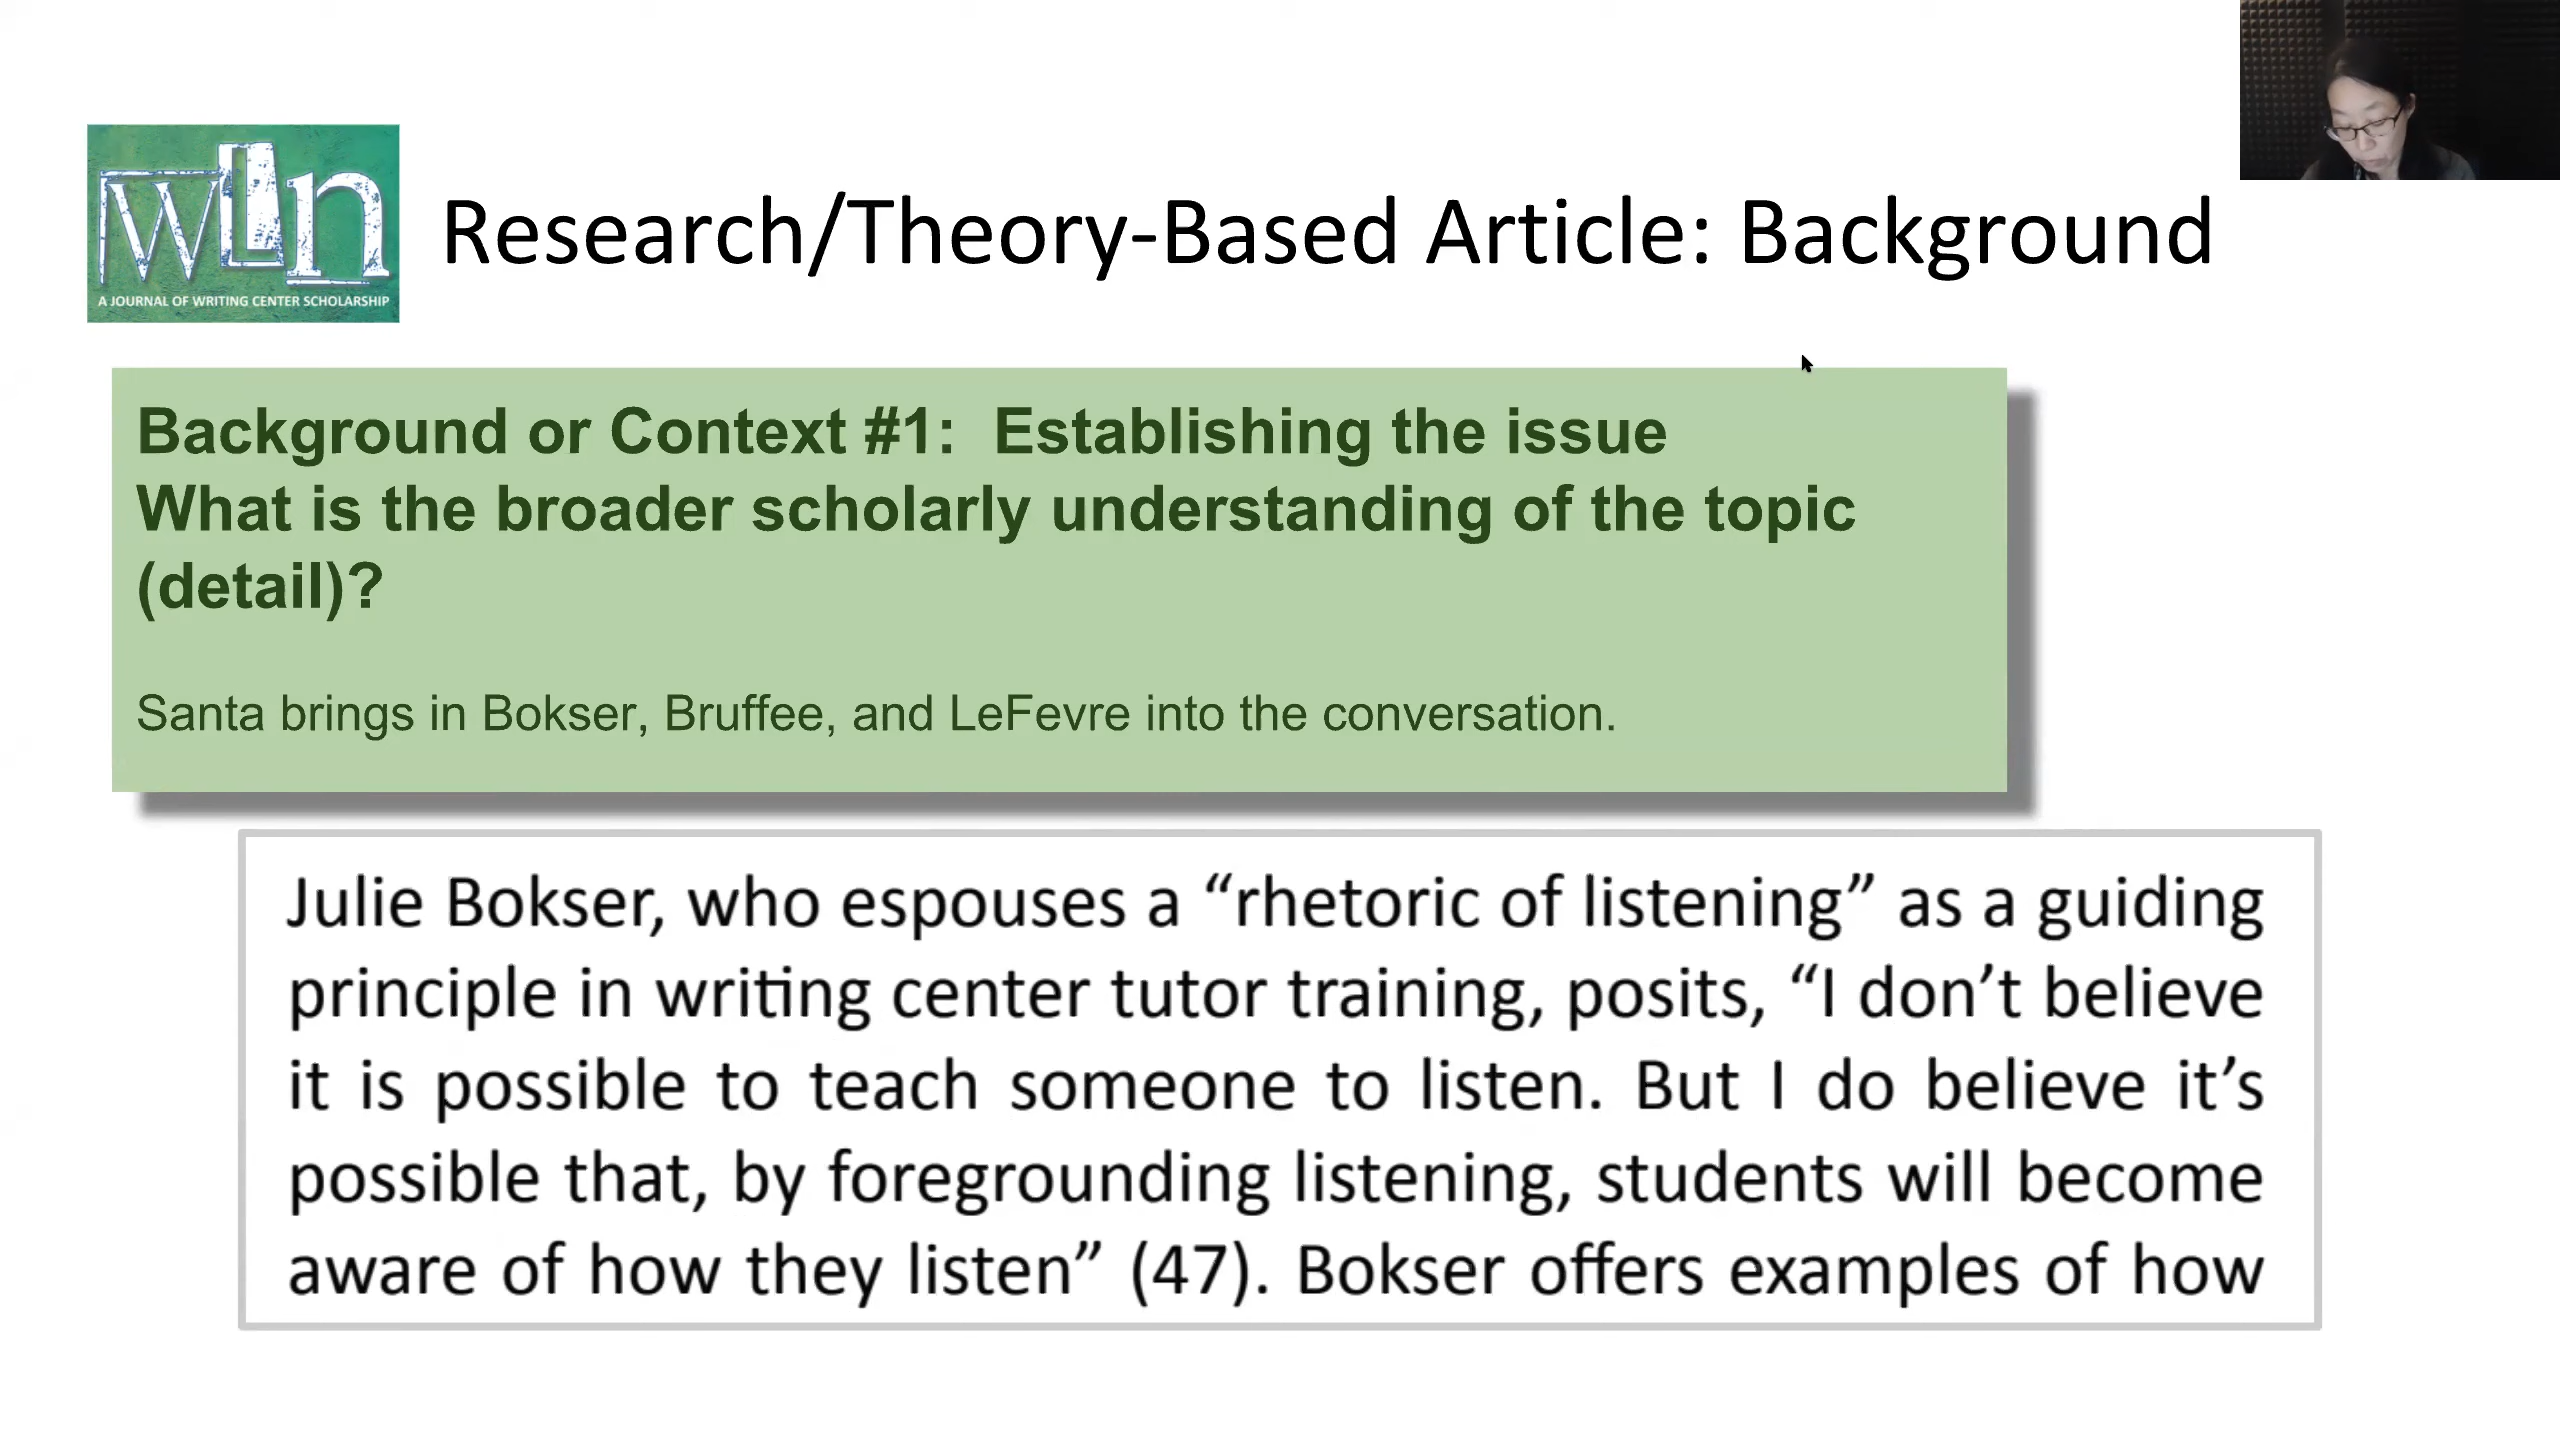 wLn
A JOURNAL OF WRITING CENTER SCHOLARSHIP
Research/Theory-Based Article: Background
Background or Context #1:  Establishing the issue
What is the broader scholarly understanding of the topic
(detail)?
Santa brings in Bokser, Bruffee, and LeFevre into the conversation.
Julie Bokser, who espouses a “rhetoric of listening” as a guiding
principle in writing center tutor training, posits, “I don’t believe
it is possible to teach someone to listen. But I do believe it’s
possible that, by foregrounding listening, students will become
aware of how they listen” (47). Bokser offers examples of how